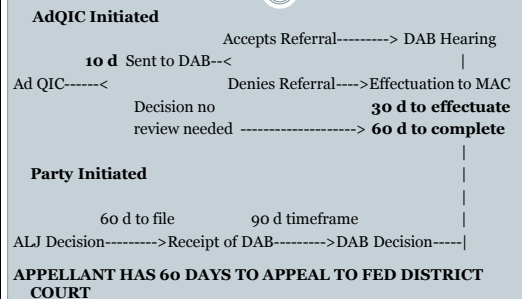 AdQIC Initiated
Accepts Referral---------> DAB Hearing
10 d Sent to DAB--< |
Ad QIC------< Denies Referral---->Effectuation to MAC
Decision no 30 d to effectuate
review needed --------------------> 60 d to complete
|
Party Initiated |
|
60 d to file 90 d timeframe |
ALJ Decision--------->Receipt of DAB--------->DAB Decision-----|
APPELLANT HAS 60 DAYS TO APPEAL TO FED DISTRICT
COURT